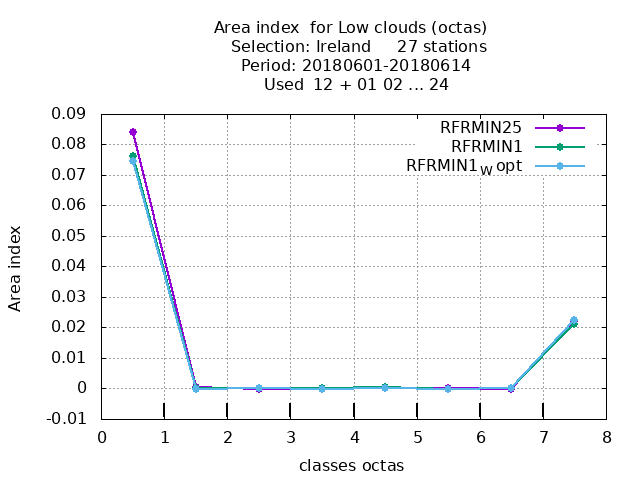 Area index  for Low clouds (octas)
Selection: Ireland     27 stations
Period: 20180601-20180614
Used  12 + 01 02 ... 24
RFRMIN25
RFRMIN1
RFRMIN1W opt
0.09
0.08
0.07
0.06
0.05
0.04
0.03
0.02
0.01
0
-0.01
Area index
0 1 2 3 4 5 6 7 8
classes octas